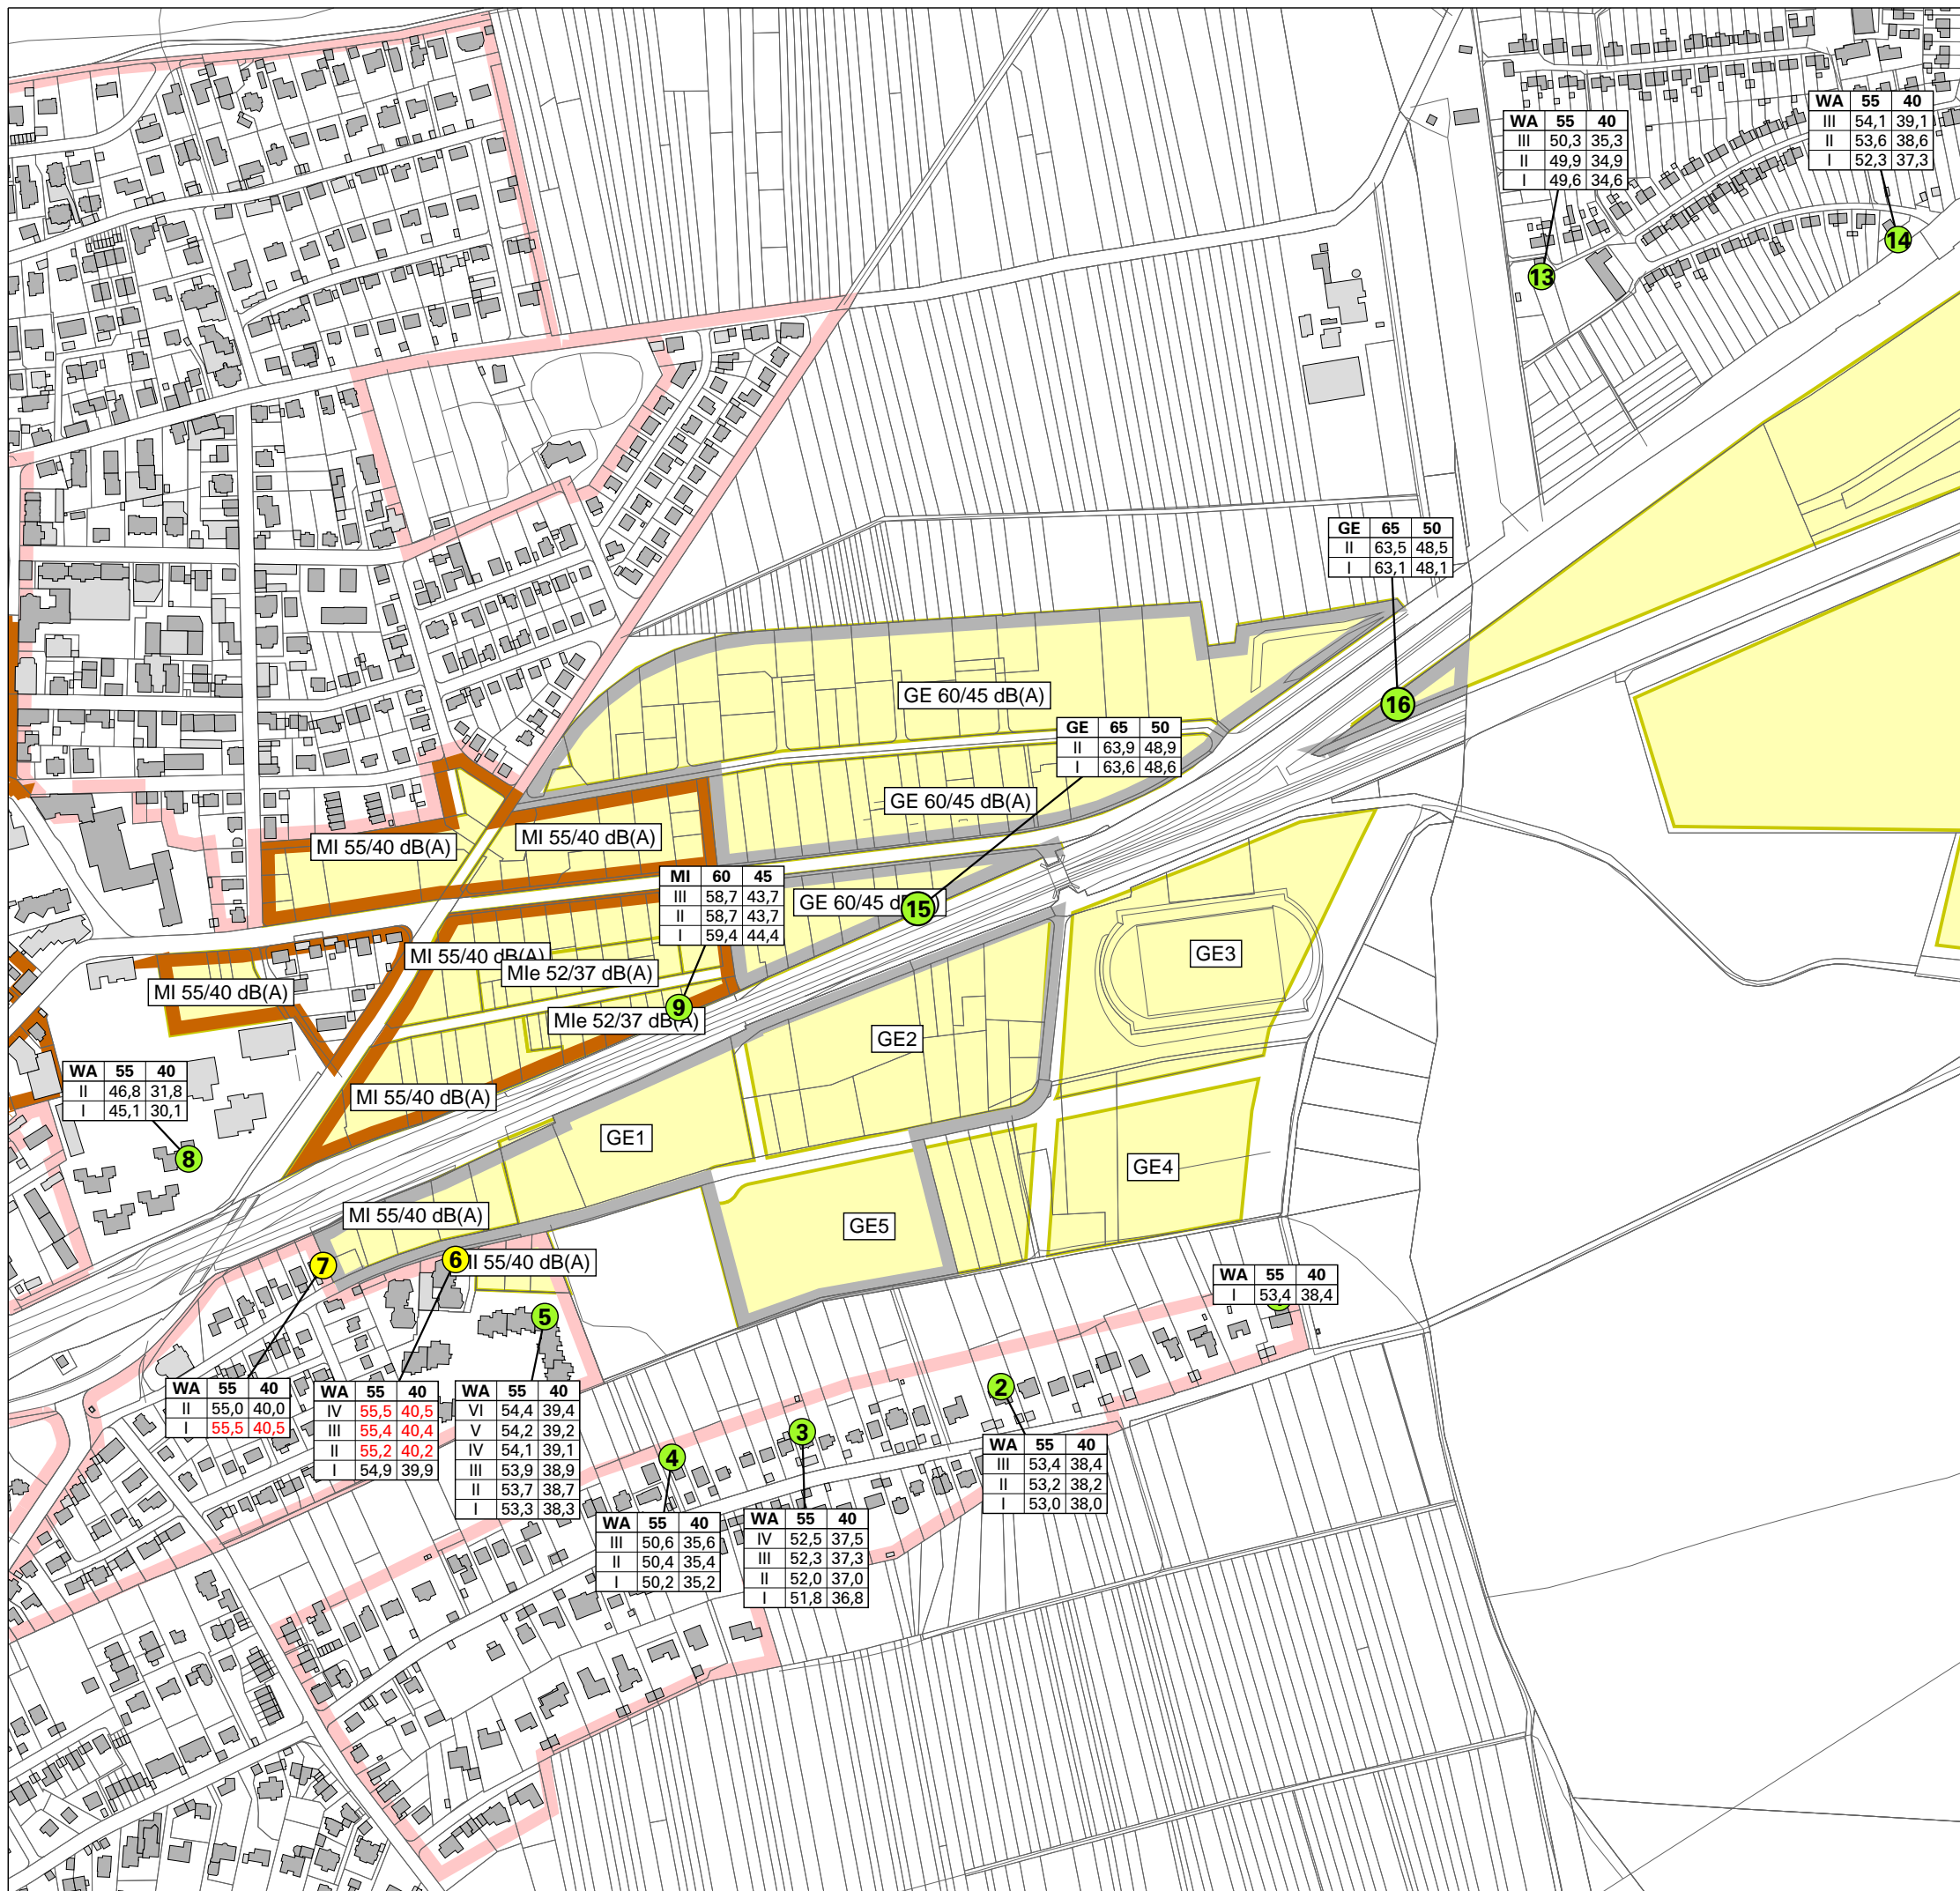 WA 55 40
III 54,1 39,1
II 53,6 38,6
I 52,3 37,3
WA 55 40
III 50,3 35,3
II 49,9 34,9
I 49,6 34,6
14
13
GE 65 50
II 63,5 48,5
I 63,1 48,1
GE 60/45 dB(A)
16
GE 65 50
II 63,9 48,9
I 63,6 48,6
GE 60/45 dB(A)
MI 55/40 dB(A)
MI 55/40 dB(A)
MI 60 45
III 58,7 43,7
II 58,7 43,7
I 59,4 44,4
GE 60/45 d
15
MI 55/40 dB(A)
MIe 52/37 dB(A)
GE3
MI 55/40 dB(A)
9
MIe 52/37 dB(A)
GE2
WA 55 40
II 46,8 31,8
I 45,1 30,1
MI 55/40 dB(A)
GE1
8
GE4
MI 55/40 dB(A)
GE5
7
6
I 55/40 dB(A)
WA 55 40
I 53,4 38,4
5
2
WA 55 40
II 55,0 40,0
I 55,5 40,5
WA 55 40
IV 55,5 40,5
III 55,4 40,4
II 55,2 40,2
I 54,9 39,9
WA 55 40
VI 54,4 39,4
V 54,2 39,2
IV 54,1 39,1
III 53,9 38,9
II 53,7 38,7
I 53,3 38,3
3
4
WA 55 40
III 53,4 38,4
II 53,2 38,2
I 53,0 38,0
WA 55 40
III 50,6 35,6
II 50,4 35,4
I 50,2 35,2
WA 55 40
IV 52,5 37,5
III 52,3 37,3
II 52,0 37,0
I 51,8 36,8